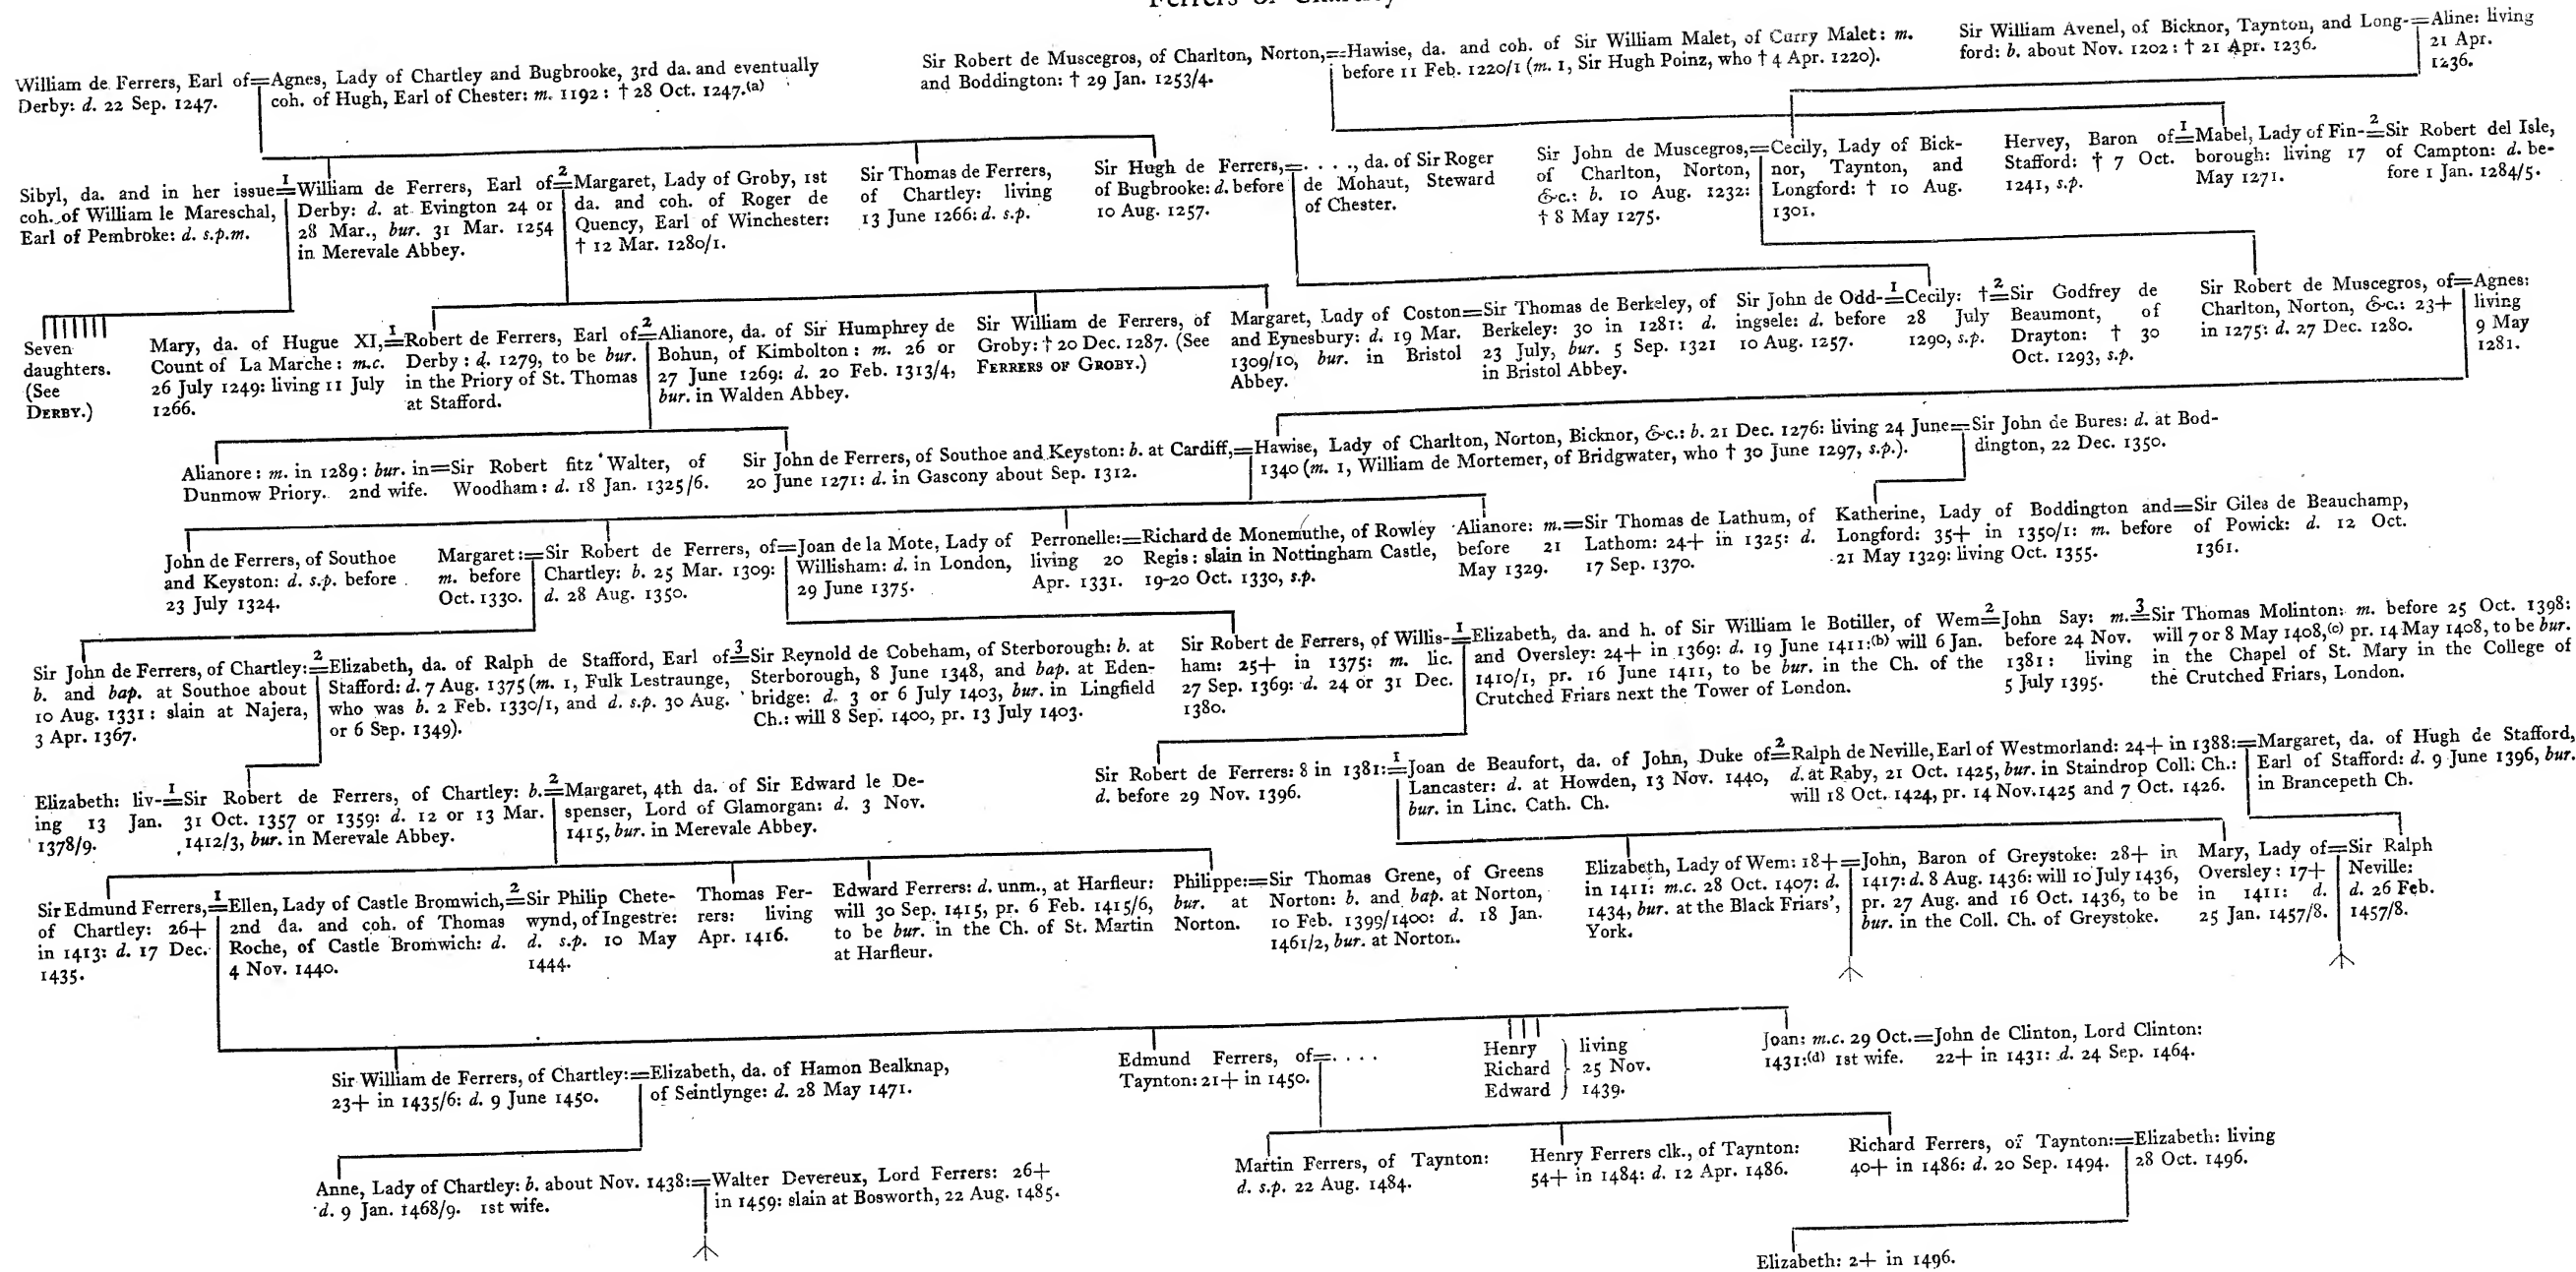 Ferrers of Chartley
William de Ferrers, Earl of=Agnes, Lady of Chartley and Bugbrooke, 3rd da. and eventually
Derby: d. 22 Sep. 1247.
coh. of Hugh, Earl of Chester: m. 1192: † 28 Oct. 1247.(a)
Sir Robert de Muscegros, of Charlton, Norton,=Hawise, da. and coh. of Sir William Malet, of Curry Malet: m.
and Boddington: † 29 Jan. 1253/4.
before 11 Feb. 1220/1 (m. 1, Sir Hugh Poinz, who † 4 Apr. 1220).
Sir William Avenel, of Bicknor, Taynton, and Long-=Aline: living
ford: b. about Nov. 1202: † 21 Apr. 1236.
21 Apr.
1236.
Sibyl, da. and in her issue
coh. of William le Mareschal,
Earl of Pembroke: d. s.p.m.
1
=William de Ferrers, Earl of
Derby: d. at Evington 24 or
28 Mar., bur. 31 Mar. 1254
in Merevale Abbey.
2
=Margaret, Lady of Groby, 1st
da. and coh. of Roger de
Quency, Earl of Winchester:
† 12 Mar. 1280/1.
Sir Thomas de Ferrers,
of Chartley: living
13 June 1266: d. s.p.
Sir Hugh de Ferrers,
of Bugbrooke: d. before
10 Aug. 1257.
=. . . ., da. of Sir Roger
de Mohaut, Steward
of Chester.
Sir John de Muscegros,
of Charlton, Norton,
&c.: b. 10 Aug. 1232:
† 8 May 1275.
=Cecily, Lady of Bick-
nor, Taynton, and
Longford: † 10 Aug.
1301.
Hervey, Baron of
Stafford: † 7 Oct.
1241, s.p.
1
=Mabel, Lady of Fin-
borough: living 17
May 1271.
2
=Sir Robert del Isle,
of Campton: d. be-
fore 1 Jan. 1284/5.
Seven
daughters.
(See
DERBY.)
Mary, da. of Hugue XI,
Count of La Marche: m.c.
26 July 1249: living 11 July
1266.
1
=Robert de Ferrers, Earl of
Derby: d. 1279, to be bur.
in the Priory of St. Thomas
at Stafford.
2
=Alianore, da. of Sir Humphrey de
Bohun, of Kimbolton: m. 26 or
27 June 1269: d. 20 Feb. 1313/4,
bur. in Walden Abbey.
Sir William de Ferrers, of
Groby: † 20 Dec. 1287. (See
FERRERS OF GROBY.)
Margaret, Lady of Coston
and Eynesbury: d. 19 Mar.
1309/10, bur. in Bristol
Abbey.
=Sir Thomas de Berkeley, of
Berkeley: 30 in 1281: d.
23 July, bur. 5 Sep. 1321
in Bristol Abbey.
Sir John de Odd-
ingsele: d. before
10 Aug. 1257.
1
=Cecily: †
28 July
1290, s.p.
2
=Sir Godfrey de
Beaumont, of
Drayton: † 30
Oct. 1293, s.p.
Sir Robert de Muscegros, of
Charlton, Norton, &c.: 23+
in 1275: d. 27 Dec. 1280.
=Agnes:
living
9 May
1281.
Alianore: m. in 1289: bur. in
Dunmow Priory. 2nd wife.
=Sir Robert fitz Walter, of
Woodham: d. 18 Jan. 1325/6.
Sir John de Ferrers, of Southoe and Keyston: b. at Cardiff,
20 June 1271: d. in Gascony about Sep. 1312.
=Hawise, Lady of Charlton, Norton, Bicknor, &c.: b. 21 Dec. 1276: living 24 June
1340 (m. 1, William de Mortemer, of Bridgwater, who † 30 June 1297, s.p.).
=Sir John de Bures: d. at Bod-
dington, 22 Dec. 1350.
John de Ferrers, of Southoe
and Keyston: d. s.p. before
23 July 1324.
Margaret:
m. before
Oct. 1330.
=Sir Robert de Ferrers, of
Chartley: b. 25 Mar. 1309:
d. 28 Aug. 1350.
=Joan de la Mote, Lady of
Willisham: d. in London,
29 June 1375.
Perronelle:
living 20
Apr. 1331.
=Richard de Monemuthe, of Rowley
Regis: slain in Nottingham Castle,
19-20 Oct. 1330, s.p.
Alianore: m.
before 21
May 1329.
=Sir Thomas de Lathum, of
Lathom: 24+ in 1325: d.
17 Sep. 1370.
Katherine, Lady of Boddington and
Longford: 35+ in 1350/1: m. before
21 May 1329: living Oct. 1355.
=Sir Giles de Beauchamp,
of Powick: d. 12 Oct.
1361.
Sir John de Ferrers, of Chartley:
b. and bap. at Southoe about
10 Aug. 1331: slain at Najera,
3 Apr. 1367.
2
=Elizabeth, da. of Ralph de Stafford, Earl of
Stafford: d. 7 Aug. 1375 (m. 1, Fulk Lestraunge,
who was b. 2 Feb. 1330/1, and d. s.p. 30 Aug.
or 6 Sep. 1349).
3
=Sir Reynold de Cobeham, of Sterborough: b. at
Sterborough, 8 June 1348, and bap. at Eden-
bridge: d. 3 or 6 July 1403, bur. in Lingfield
Ch.: will 8 Sep. 1400, pr. 13 July 1403.
Sir Robert de Ferrers, of Willis-
ham: 25+ in 1375: m. lic.
27 Sep. 1369: d. 24 or 31 Dec.
1380.
1
=Elizabeth, da. and h. of Sir William le Botiller, of Wem
and Oversley: 24+ in 1369: d. 19 June 1411:(b) will 6 Jan.
1410/1, pr. 16 June 1411, to be bur. in the Ch. of the
Crutched Friars next the Tower of London.
2
=John Say: m.
before 24 Nov.
1381: living
5 July 1395.
3
=Sir Thomas Molinton: m. before 25 Oct. 1398:
will 7 or 8 May 1408,(c) pr. 14 May 1408, to be bur.
in the Chapel of St. Mary in the College of
the Crutched Friars, London.
Elizabeth: liv-
ing 13 Jan.
1378/9.
1
=Sir Robert de Ferrers, of Chartley: b.
31 Oct. 1357 or 1359: d. 12 or 13 Mar.
1412/3, bur. in Merevale Abbey.
2
=Margaret, 4th da. of Sir Edward le De-
spenser, Lord of Glamorgan: d. 3 Nov.
1415, bur. in Merevale Abbey.
Sir Robert de Ferrers: 8 in 1381:
d. before 29 Nov. 1396.
1
=Joan de Beaufort, da. of John, Duke of
Lancaster: d. at Howden, 13 Nov. 1440,
bur. in Linc. Cath. Ch.
2
=Ralph de Neville, Earl of Westmorland: 24+ in 1388:
d. at Raby, 21 Oct. 1425, bur. in Staindrop Coll. Ch.:
will 18 Oct. 1424, pr. 14 Nov. 1425 and 7 Oct. 1426.
=Margaret, da. of Hugh de Stafford,
Earl of Stafford: d. 9 June 1396, bur.
in Brancepeth Ch.
Sir Edmund Ferrers,
of Chartley: 26+
in 1413: d. 17 Dec.
1435.
1
=Ellen, Lady of Castle Bromwich,
2nd da. and coh. of Thomas
Roche, of Castle Bromwich: d.
4 Nov. 1440.
2
=Sir Philip Chete-
wynd, of Ingestre:
d. s.p. 10 May
1444.
Thomas Fer-
rers: living
Apr. 1416.
Edward Ferrers: d. unm., at Harfleur:
will 30 Sep. 1415, pr. 6 Feb. 1415/6,
to be bur. in the Ch. of St. Martin
at Harfleur.
Philippe:
bur. at
Norton.
=Sir Thomas Grene, of Greens
Norton: b. and bap. at Norton,
10 Feb. 1399/1400: d. 18 Jan.
1461/2, bur. at Norton.
Elizabeth, Lady of Wem: 18+
in 1411: m.c. 28 Oct. 1407: d.
1434, bur. at the Black Friars',
York.
=John, Baron of Greystoke: 28+ in
1417: d. 8 Aug. 1436: will 10 July 1436,
pr. 27 Aug. and 16 Oct. 1436, to be
bur. in the Coll. Ch. of Greystoke.
Mary, Lady of
Oversley: 17+
in 1411: d.
25 Jan. 1457/8.
=Sir Ralph
Neville:
d. 26 Feb.
1457/8.
Sir William de Ferrers, of Chartley:
23+ in 1435/6: d. 9 June 1450.
=Elizabeth, da. of Hamon Bealknap,
of Seintlynge: d. 28 May 1471.
Edmund Ferrers, of=. . . .
Taynton: 21+ in 1450.
Henry
Richard
Edward
} living
25 Nov.
1439.
Joan: m.c. 29 Oct.
1431:(d) 1st wife.
=John de Clinton, Lord Clinton:
22+ in 1431: d. 24 Sep. 1464.
Anne, Lady of Chartley: b. about Nov. 1438:
d. 9 Jan. 1468/9. 1st wife.
=Walter Devereux, Lord Ferrers: 26+
in 1459: slain at Bosworth, 22 Aug. 1485.
Martin Ferrers, of Taynton:
d. s.p. 22 Aug. 1484.
Henry Ferrers clk., of Taynton:
54+ in 1484: d. 12 Apr. 1486.
Richard Ferrers, of Taynton:
40+ in 1486: d. 20 Sep. 1494.
=Elizabeth: living
28 Oct. 1496.
Elizabeth: 2+ in 1496.